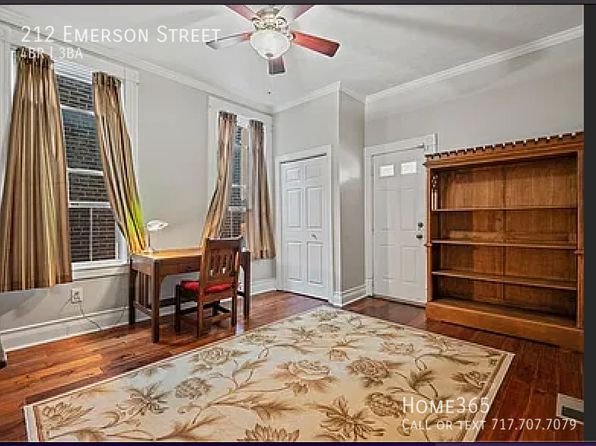 212 Emerson Street
4BR | 3BA
Home365
Call or text 717.707.7079